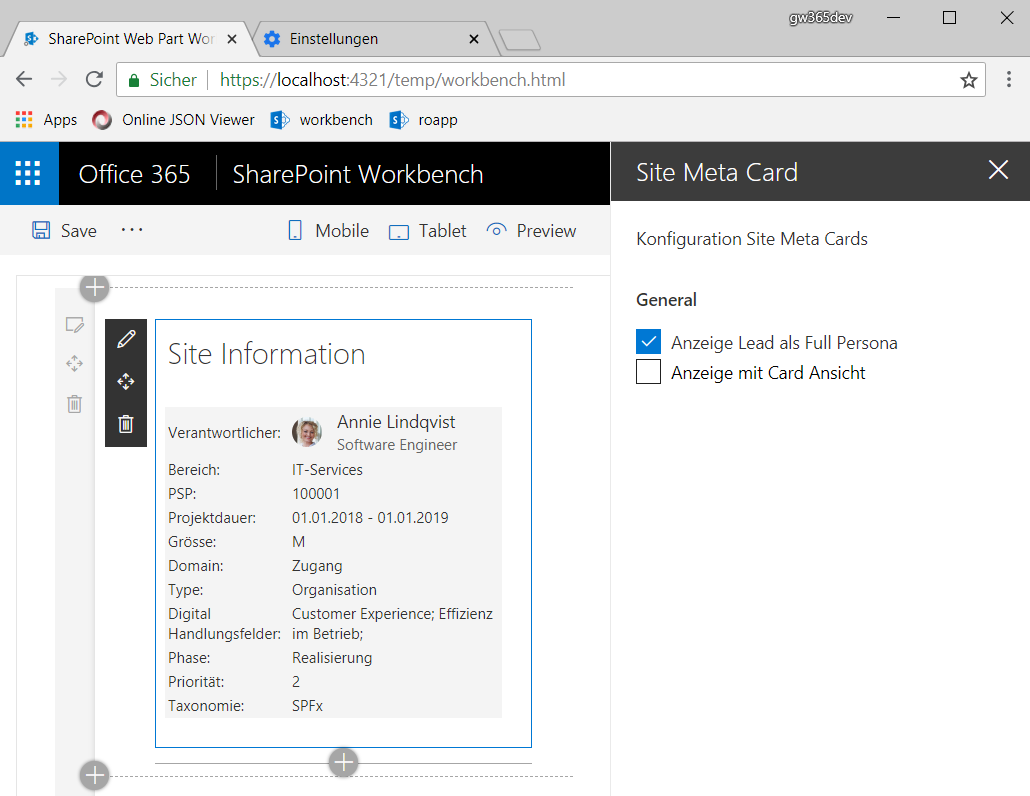 gw365dev
SharePoint Web Part Wor
Einstellungen
Sicher https://localhost:4321/temp/workbench.html
Apps Online JSON Viewer workbench roapp
Office 365 SharePoint Workbench
Save ··· Mobile Tablet Preview
Site Information
Verantwortlicher: Annie Lindqvist
Software Engineer
Bereich: IT-Services
PSP: 100001
Projektdauer: 01.01.2018 - 01.01.2019
Grösse: M
Domain: Zugang
Type: Organisation
Digital Customer Experience; Effizienz
Handlungsfelder: im Betrieb;
Phase: Realisierung
Priorität: 2
Taxonomie: SPFx
Site Meta Card
Konfiguration Site Meta Cards
General
Anzeige Lead als Full Persona
Anzeige mit Card Ansicht